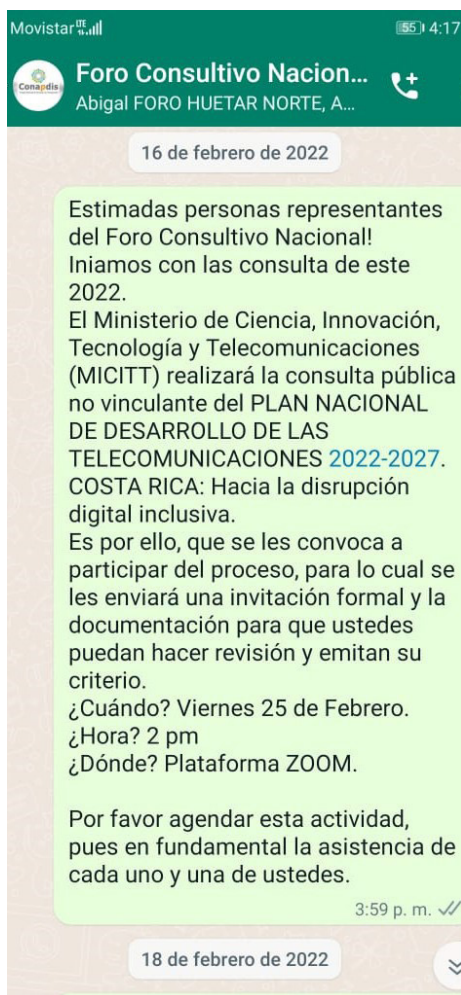 Movistar LTE 55 4:17
Conapdis
Foro Consultivo Nacion...
Abigal FORO HUETAR NORTE, A...
16 de febrero de 2022
Estimadas personas representantes
del Foro Consultivo Nacional!
Iniamos con las consulta de este
2022.
El Ministerio de Ciencia, Innovación,
Tecnología y Telecomunicaciones
(MICITT) realizará la consulta pública
no vinculante del PLAN NACIONAL
DE DESARROLLO DE LAS
TELECOMUNICACIONES 2022-2027.
COSTA RICA: Hacia la disrupción
digital inclusiva.
Es por ello, que se les convoca a
participar del proceso, para lo cual se
les enviará una invitación formal y la
documentación para que ustedes
puedan hacer revisión y emitan su
criterio.
¿Cuándo? Viernes 25 de Febrero.
¿Hora? 2 pm
¿Dónde? Plataforma ZOOM.
Por favor agendar esta actividad,
pues en fundamental la asistencia de
cada uno y una de ustedes.
3:59 p. m.
18 de febrero de 2022